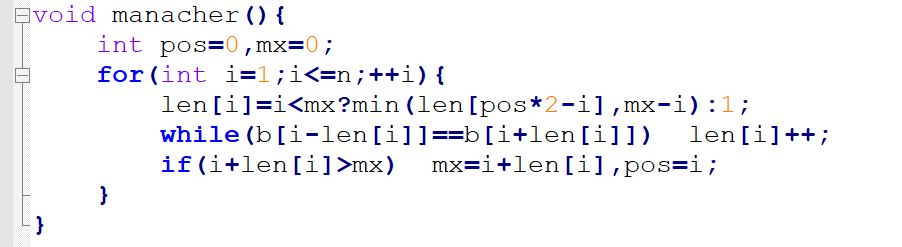 void manacher(){
    int pos=0,mx=0;
    for(int i=1;i<=n;++i){
        len[i]=i<mx?min(len[pos*2-i],mx-i):1;
        while(b[i-len[i]]==b[i+len[i]])  len[i]++;
        if(i+len[i]>mx)  mx=i+len[i],pos=i;
    }
}